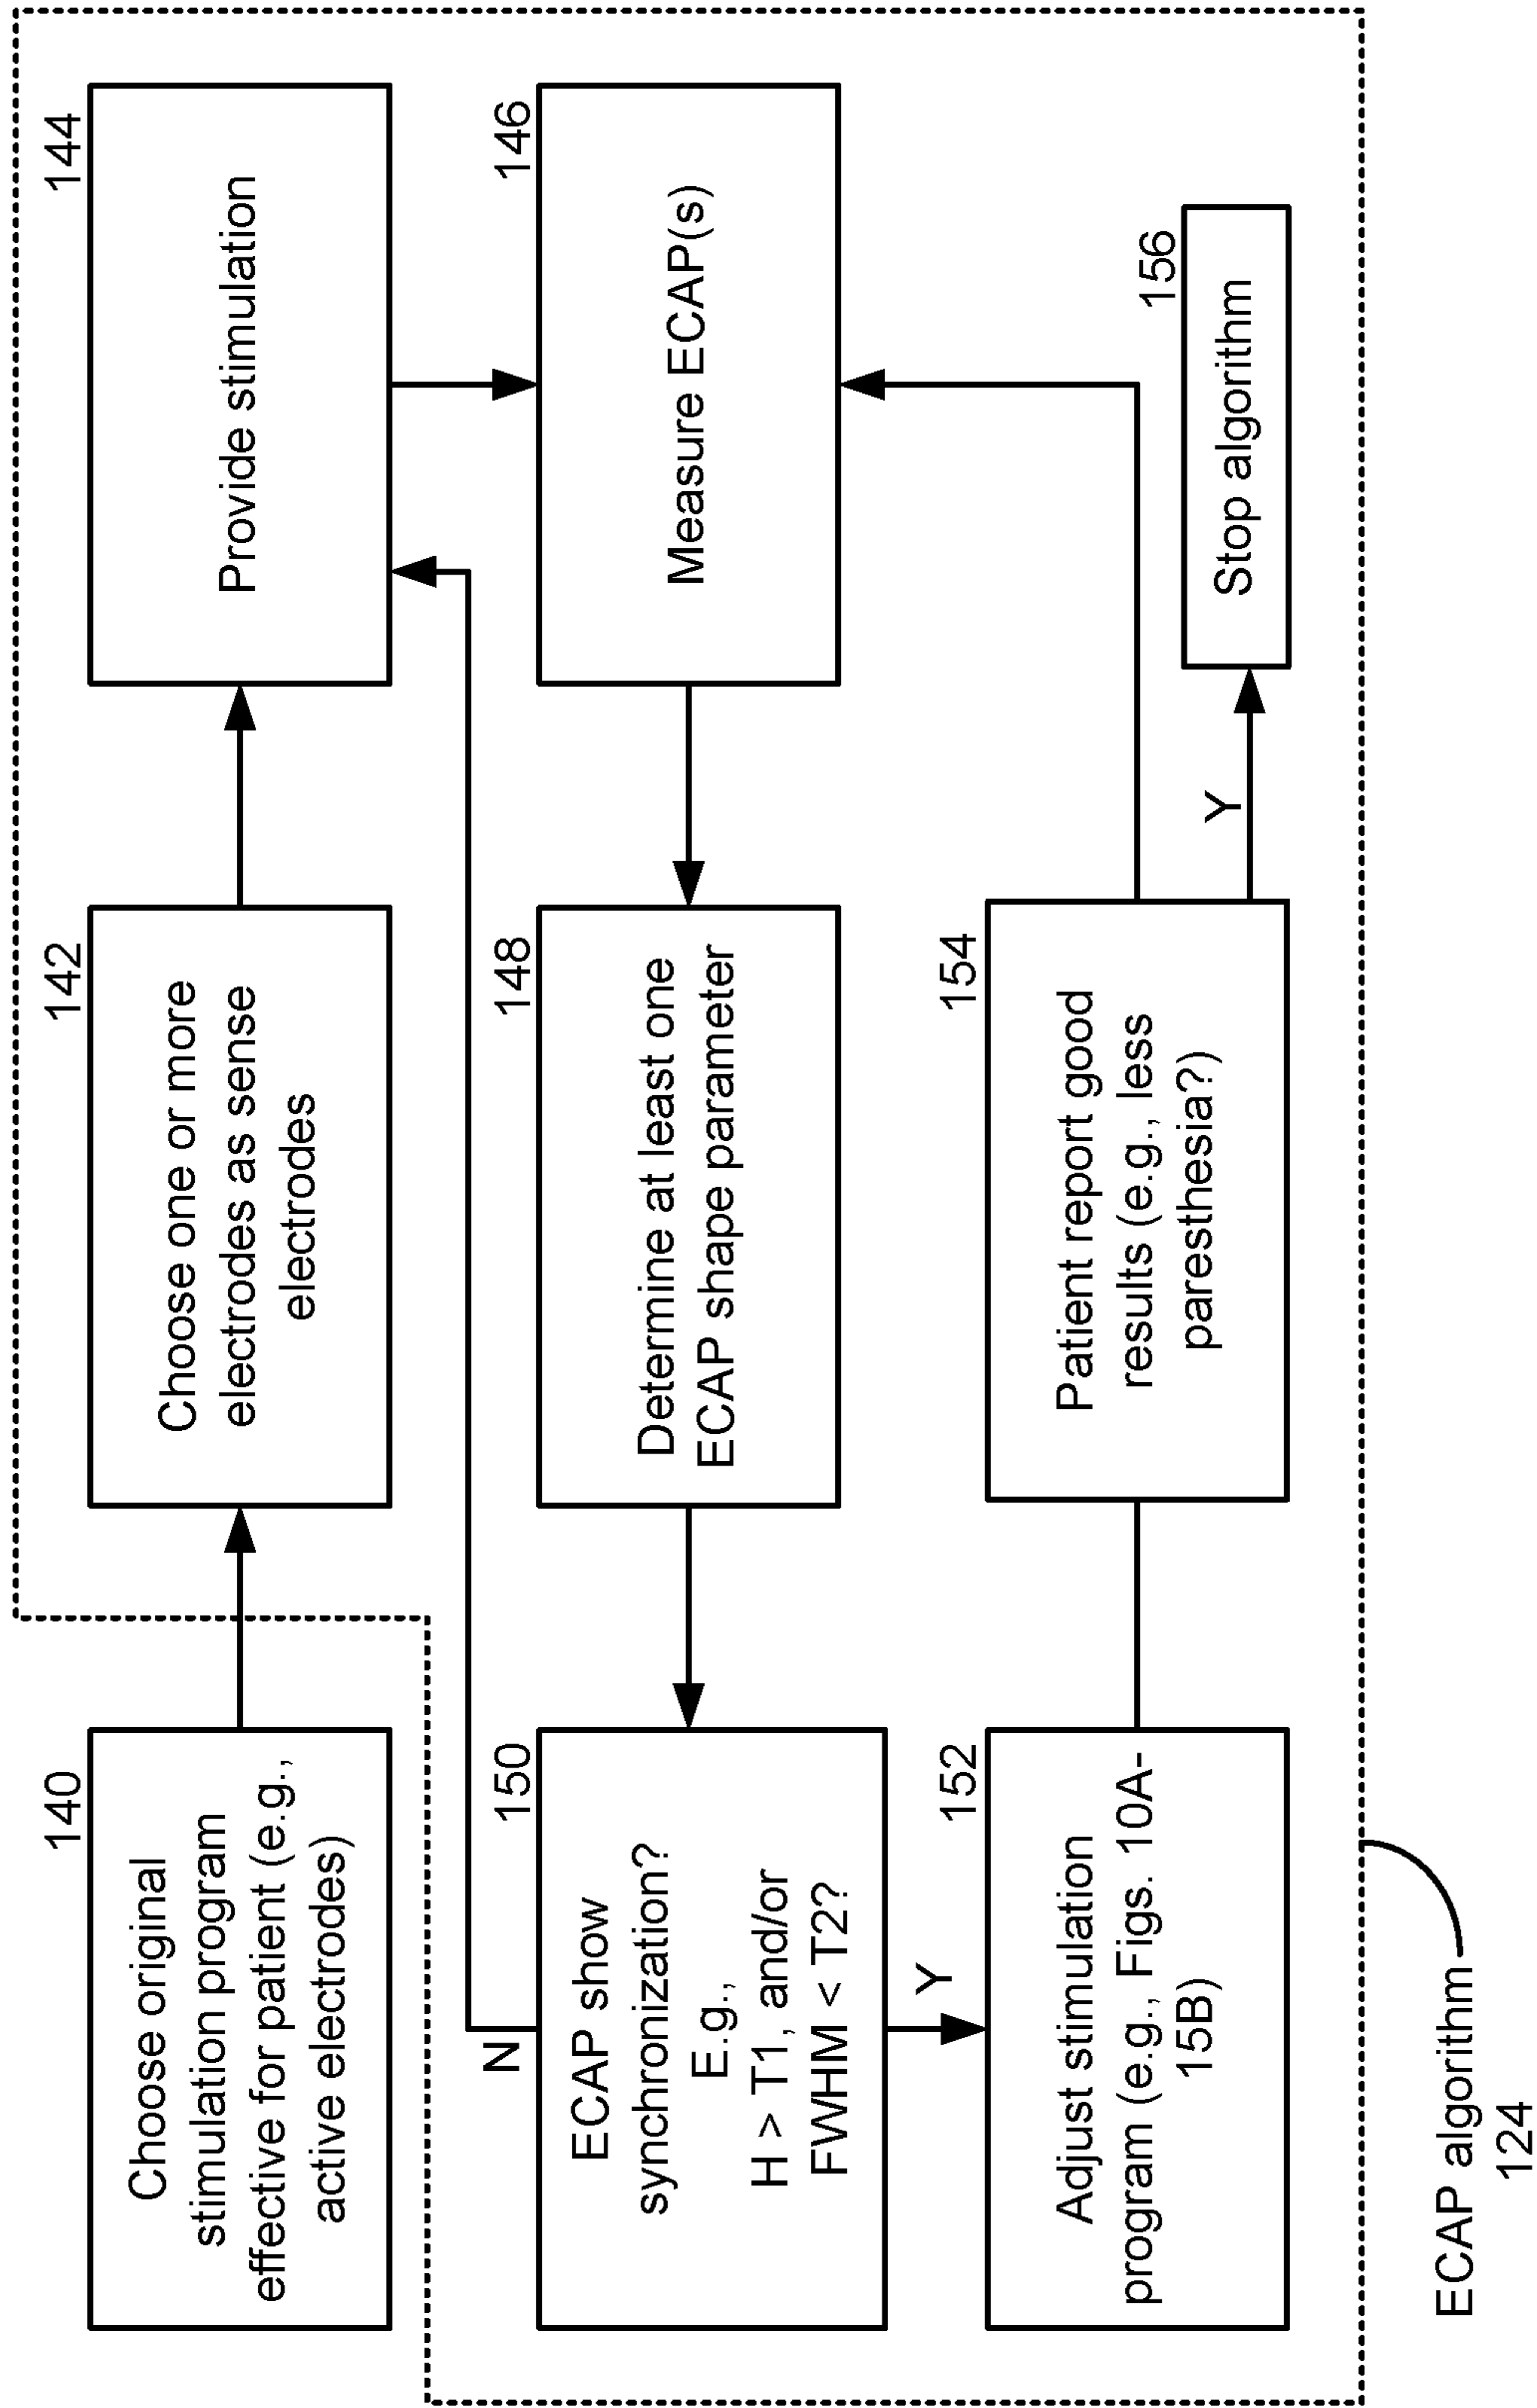 140
Choose original
stimulation program
effective for patient (e.g.,
active electrodes)
142
Choose one or more
electrodes as sense
electrodes
144
Provide stimulation
146
Measure ECAP(s)
148
Determine at least one
ECAP shape parameter
150
ECAP show
synchronization?
E.g.,
H > T1, and/or
FWHM < T2?
N
Y
152
Adjust stimulation
program (e.g., Figs. 10A-
15B)
154
Patient report good
results (e.g., less
paresthesia?)
Y
156
Stop algorithm
ECAP algorithm
124